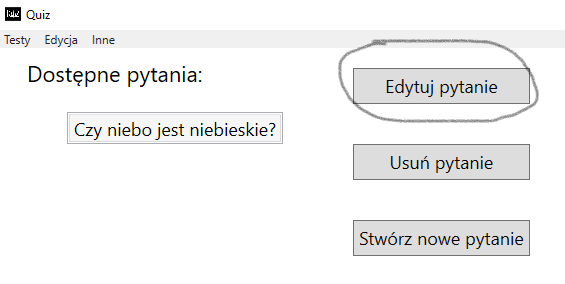 Quiz
Testy Edycja Inne
Dostępne pytania:
Edytuj pytanie
Czy niebo jest niebieskie?
Usuń pytanie
Stwórz nowe pytanie